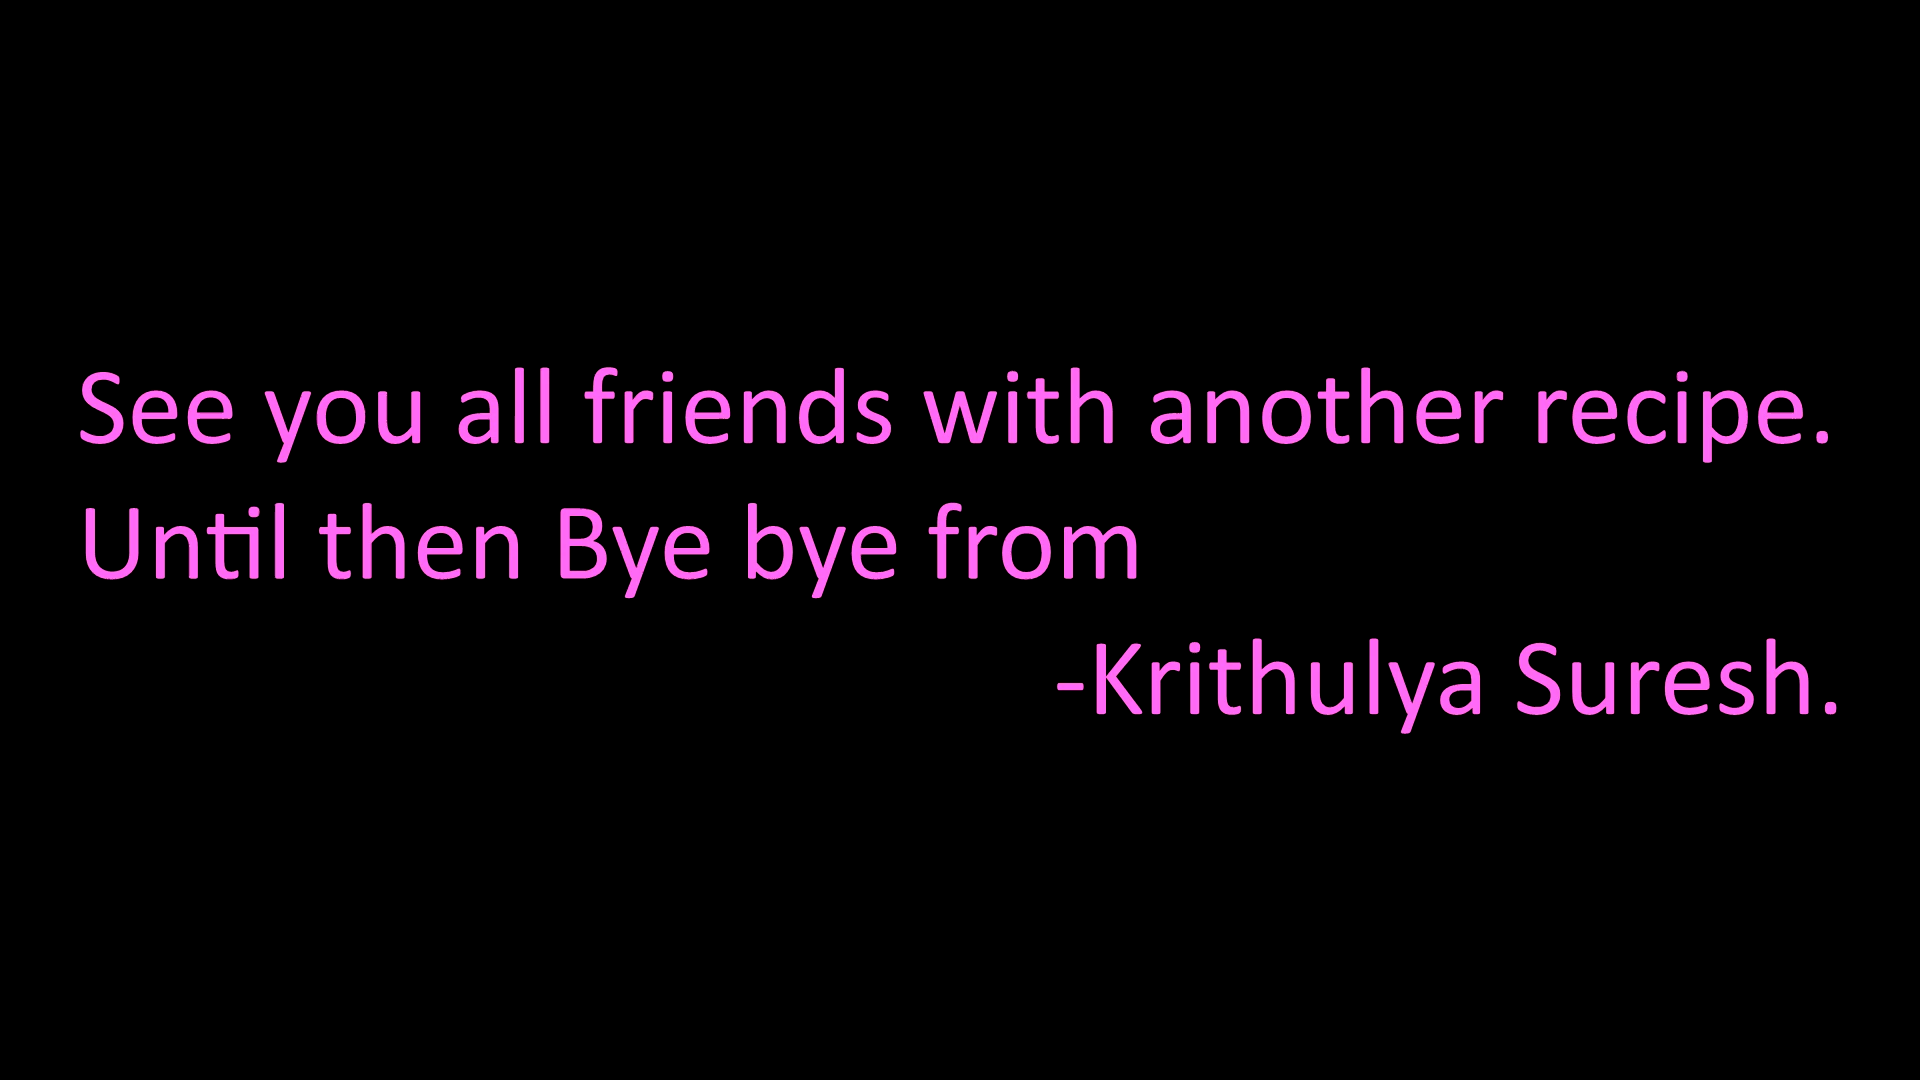 See you all friends with another recipe.
Until then Bye bye from
-Krithulya Suresh.